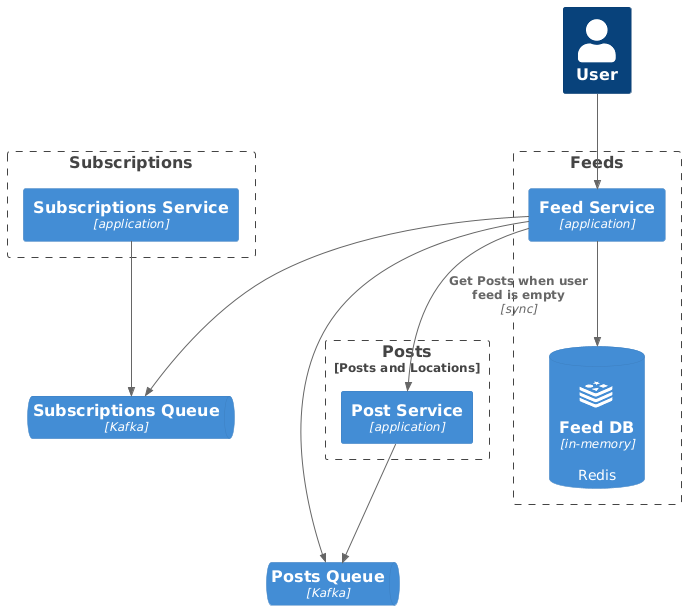 User
Subscriptions
Feeds
Subscriptions Service
[application]
Feed Service
[application]
Get Posts when user
feed is empty
[sync]
Posts
[Posts and Locations]
Subscriptions Queue
[Kafka]
Post Service
[application]
Feed DB
[in-memory]
Redis
Posts Queue
[Kafka]